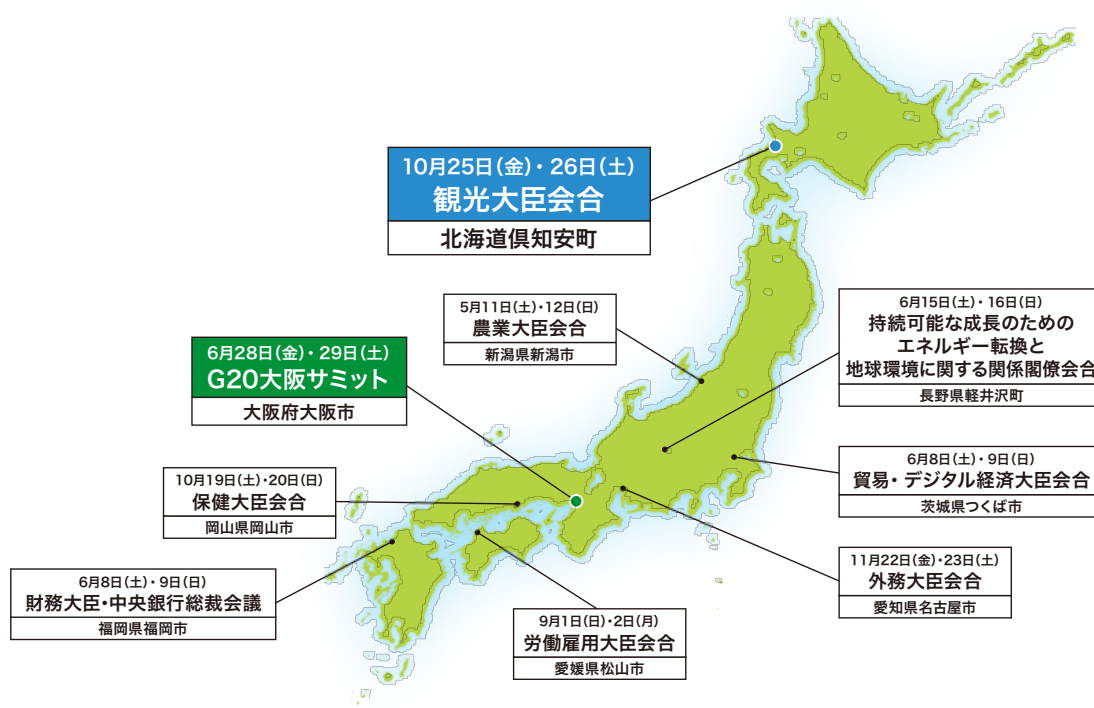 10月25日(金)・26日(土)
観光大臣会合
北海道倶知安町
5月11日(土)・12日(日)
農業大臣会合
新潟県新潟市
6月15日(土)・16日(日)
持続可能な成長のための
エネルギー転換と
地球環境に関する関係閣僚会合
長野県軽井沢町
6月28日(金)・29日(土)
G20大阪サミット
大阪府大阪市
6月8日(土)・9日(日)
貿易・デジタル経済大臣会合
茨城県つくば市
10月19日(土)・20日(日)
保健大臣会合
岡山県岡山市
11月22日(金)・23日(土)
外務大臣会合
愛知県名古屋市
6月8日(土)・9日(日)
財務大臣・中央銀行総裁会議
福岡県福岡市
9月1日(日)・2日(月)
労働雇用大臣会合
愛媛県松山市